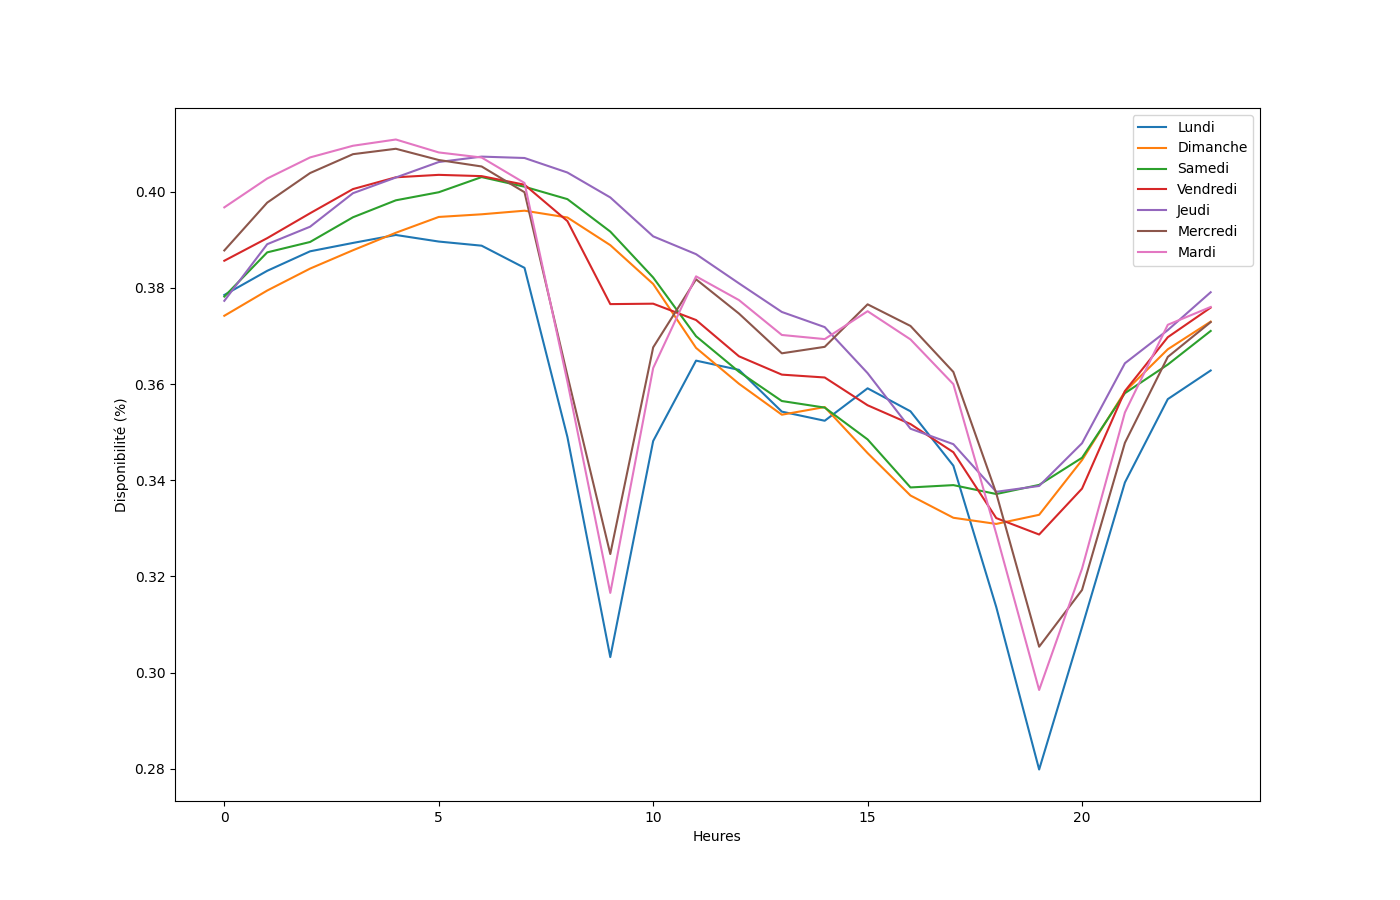 Lundi
Dimanche
Samedi
Vendredi
Jeudi
Mercredi
Mardi
0.40
0.38
0.36
0.34
0.32
0.30
0.28
Disponibilité (%)
0 5 10 15 20
Heures